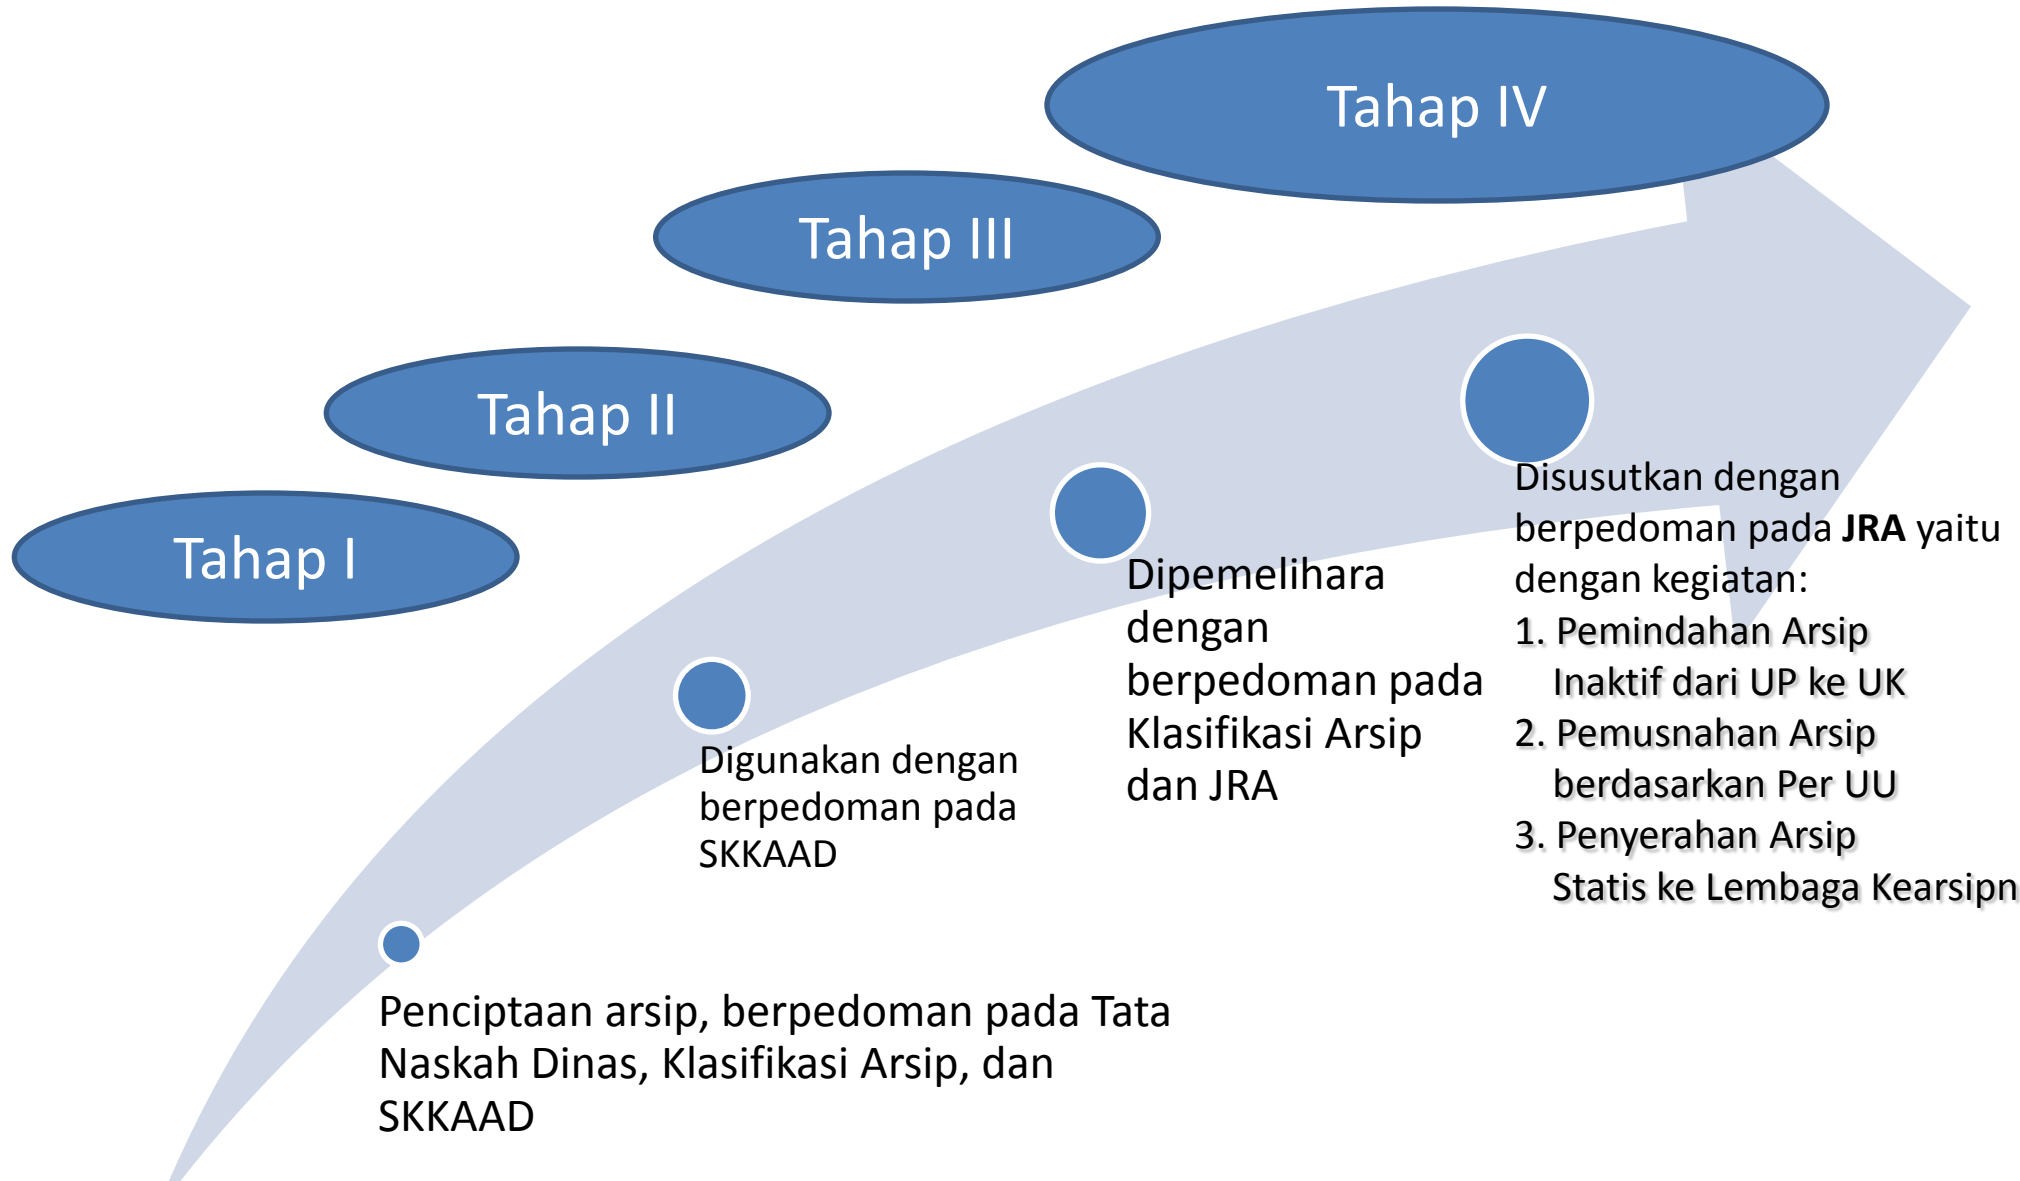 Tahap I
Tahap II
Tahap III
Tahap IV
Penciptaan arsip, berpedoman pada Tata
Naskah Dinas, Klasifikasi Arsip, dan
SKKAAD
Digunakan dengan
berpedoman pada
SKKAAD
Dipemelihara
dengan
berpedoman pada
Klasifikasi Arsip
dan JRA
Disusutkan dengan
berpedoman pada JRA yaitu
dengan kegiatan:
1. Pemindahan Arsip
Inaktif dari UP ke UK
2. Pemusnahan Arsip
berdasarkan Per UU
3. Penyerahan Arsip
Statis ke Lembaga Kearsipn